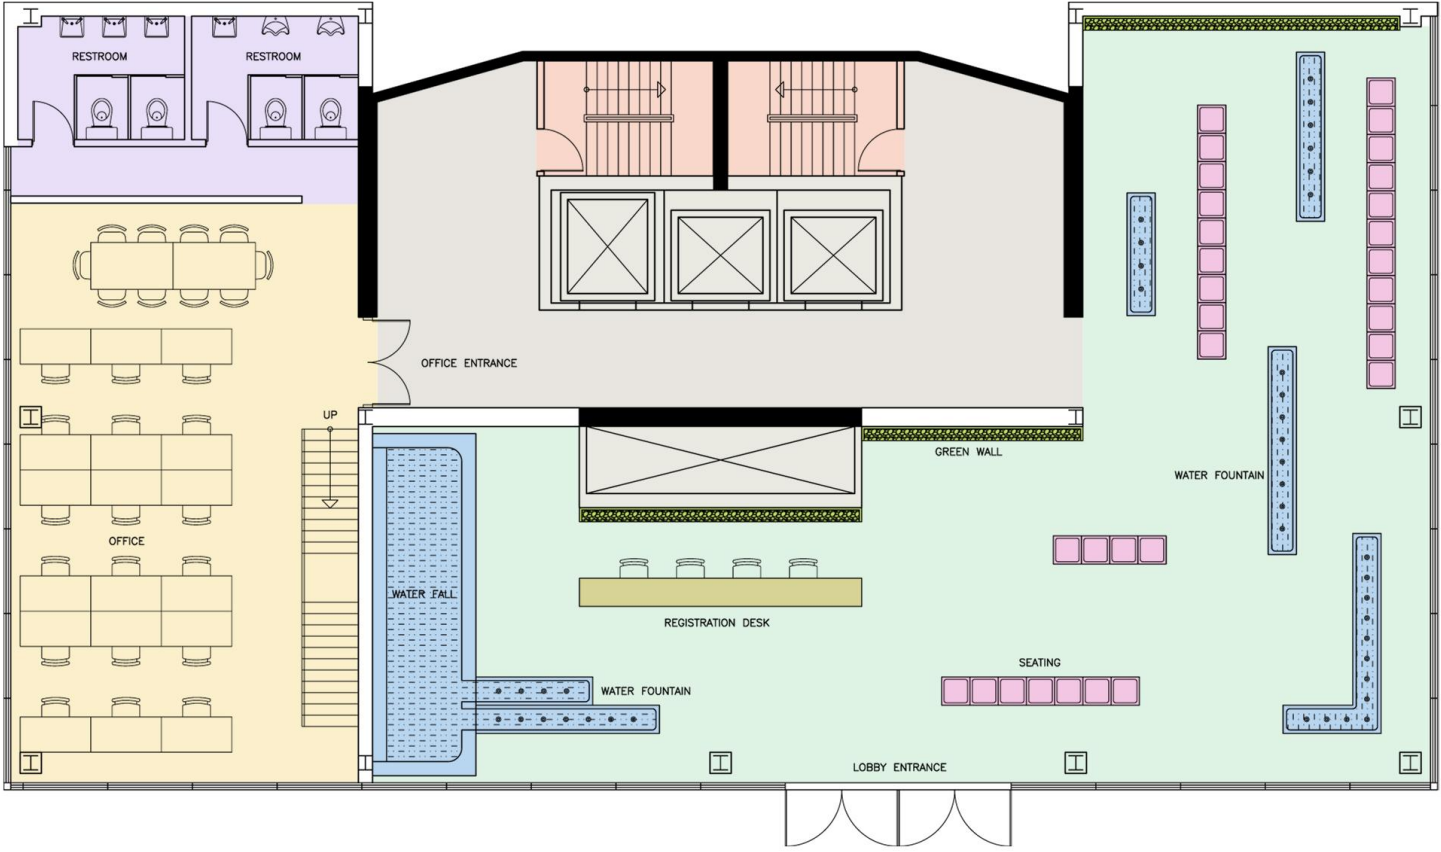 RESTROOM
RESTROOM
OFFICE ENTRANCE
UP
GREEN WALL
WATER FOUNTAIN
OFFICE
WATER FALL
REGISTRATION DESK
SEATING
WATER FOUNTAIN
LOBBY ENTRANCE